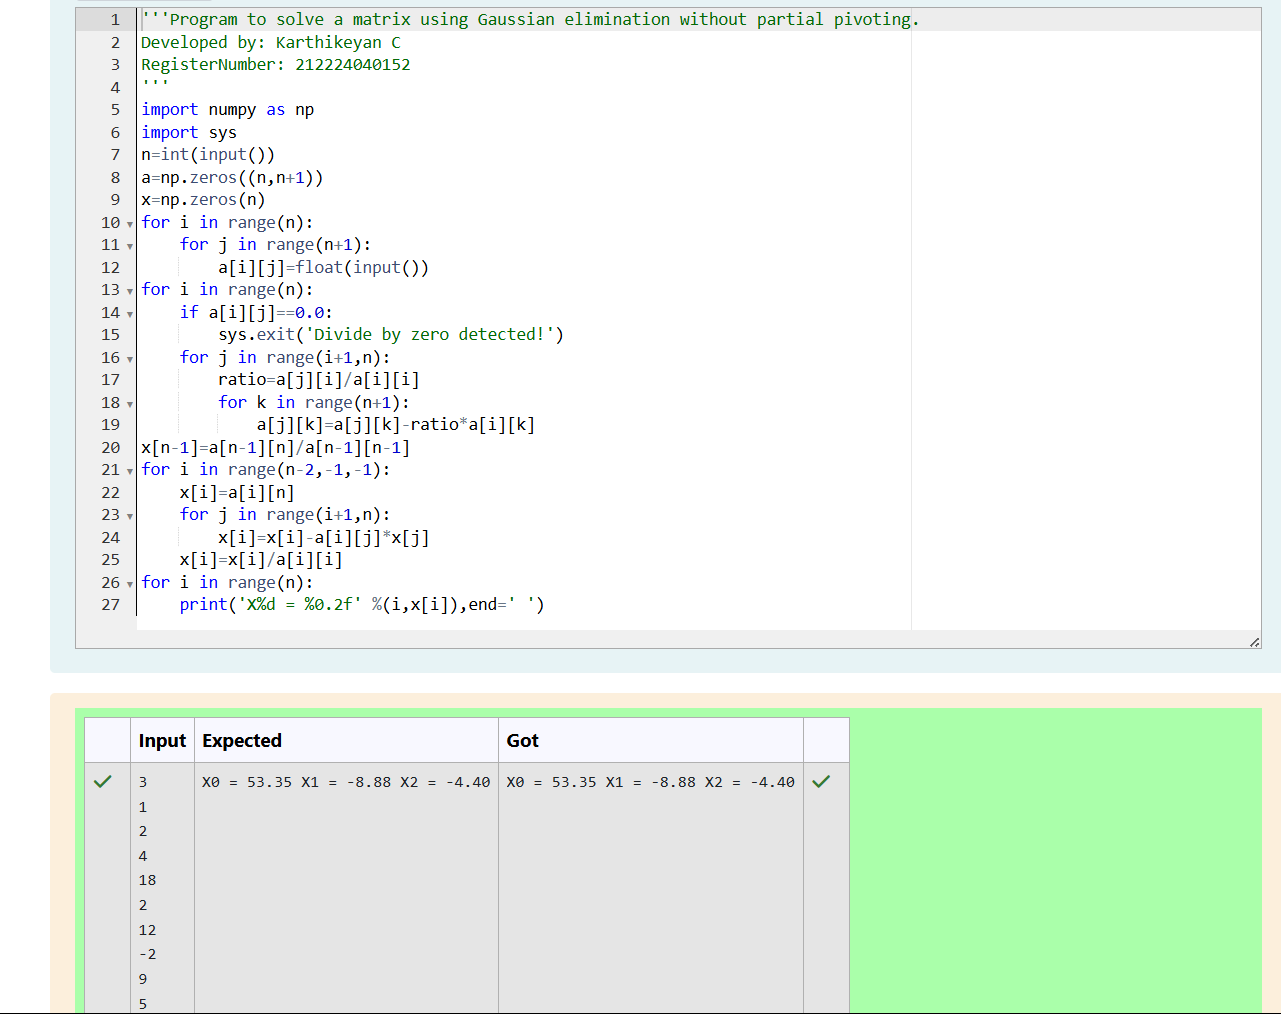 1 '''Program to solve a matrix using Gaussian elimination without partial pivoting.
2 Developed by: Karthikeyan C
3 RegisterNumber: 212224040152
4 '''
5 import numpy as np
6 import sys
7 n=int(input())
8 a=np.zeros((n,n+1))
9 x=np.zeros(n)
10 for i in range(n):
11     for j in range(n+1):
12         a[i][j]=float(input())
13 for i in range(n):
14     if a[i][j]==0.0:
15         sys.exit('Divide by zero detected!')
16     for j in range(i+1,n):
17         ratio=a[j][i]/a[i][i]
18         for k in range(n+1):
19             a[j][k]=a[j][k]-ratio*a[i][k]
20 x[n-1]=a[n-1][n]/a[n-1][n-1]
21 for i in range(n-2,-1,-1):
22     x[i]=a[i][n]
23     for j in range(i+1,n):
24         x[i]=x[i]-a[i][j]*x[j]
25     x[i]=x[i]/a[i][i]
26 for i in range(n):
27     print('X%d = %0.2f' %(i,x[i]),end=' ')
Input Expected Got
3 X0 = 53.35 X1 = -8.88 X2 = -4.40 X0 = 53.35 X1 = -8.88 X2 = -4.40
1
2
4
18
2
12
-2
9
5